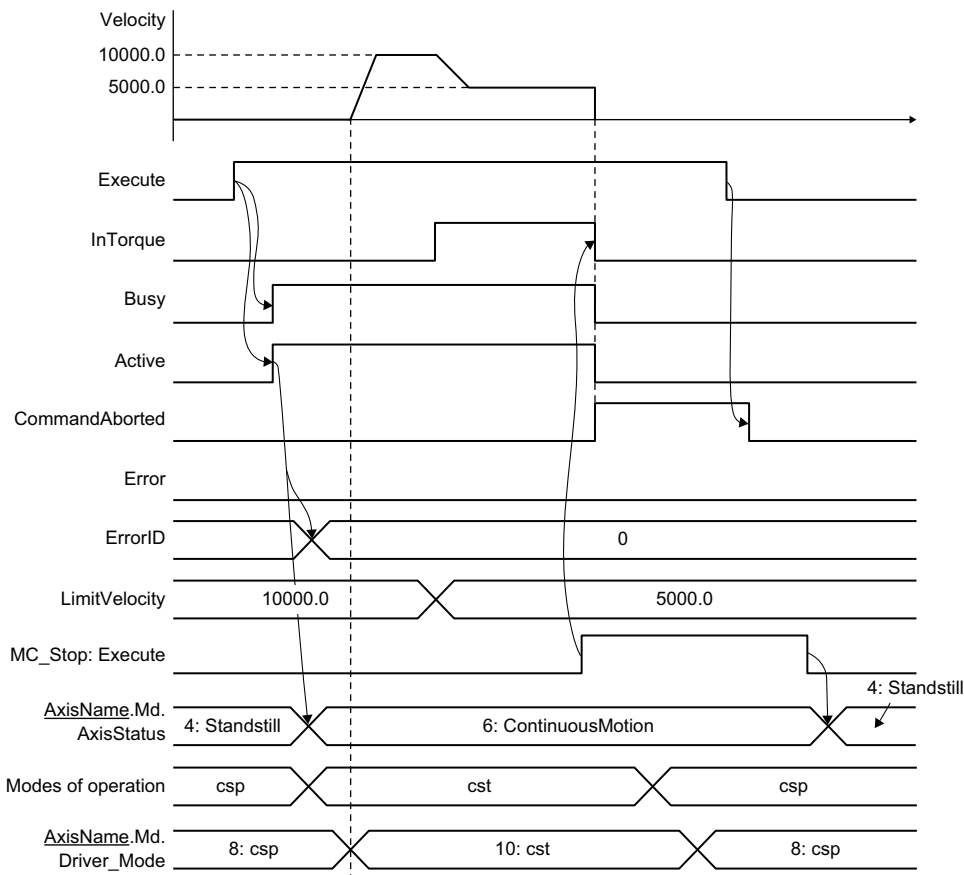 Velocity
10000.0
5000.0
Execute
InTorque
Busy
Active
CommandAborted
Error
ErrorID
0
LimitVelocity
10000.0
5000.0
MC_Stop: Execute
4: Standstill
AxisName.Md.
AxisStatus
4: Standstill
6: ContinuousMotion
Modes of operation
csp
cst
csp
AxisName.Md.
Driver_Mode
8: csp
10: cst
8: csp